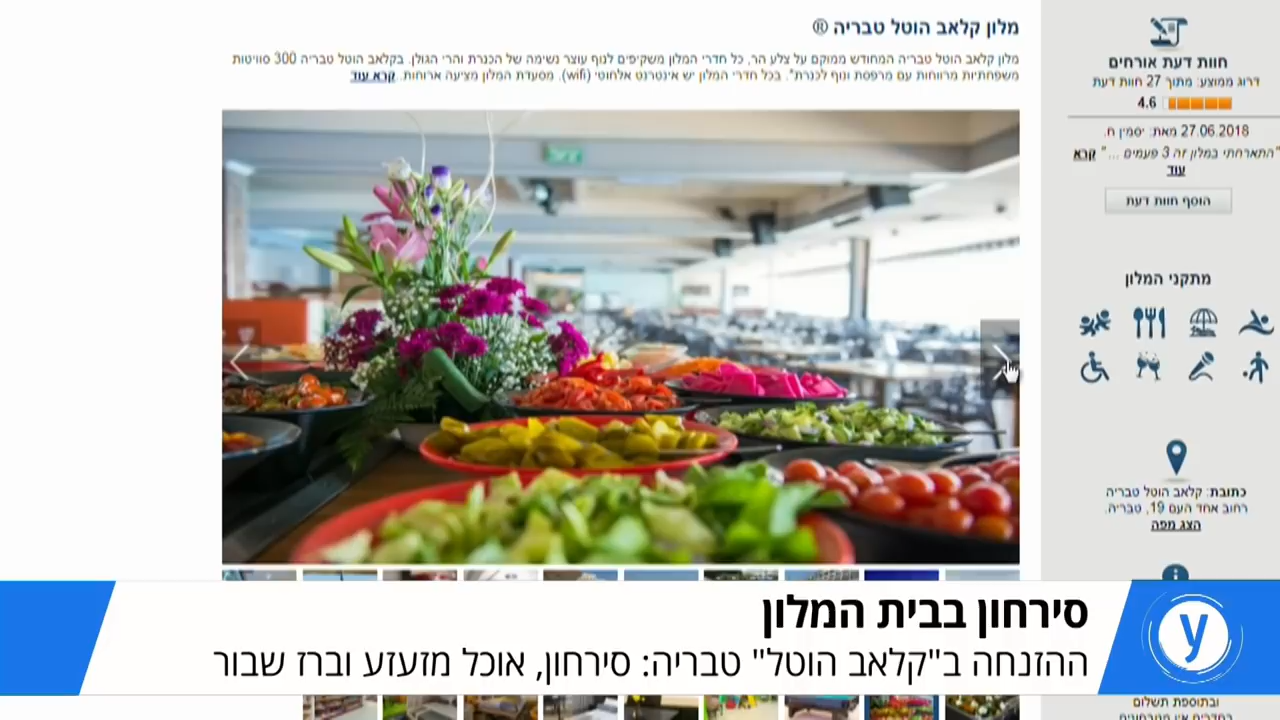 מלון קלאב הוטל טבריה ®
מלון קלאב הוטל טבריה המחודש ממוקם על צלע הר, כל חדרי המלון משקיפים לנוף עוצר נשימה של הכנרת והרי הגולן. בקלאב הוטל טבריה 300 סוויטות
משפחתיות מרווחות עם מרפסת ונוף לכנרת*. בכל חדרי המלון יש אינטרנט אלחוטי (wifi). מסעדת המלון מציעה ארוחות. קרא עוד
חוות דעת אורחים
דרוג ממוצע: מתוך 27 חוות דעת
4.6
27.06.2018 מאת: יסמין ח.
"התארחתי במלון זה 3 פעמים ..." קרא
עוד
הוסף חוות דעת
מתקני המלון
כתובת: קלאב הוטל טבריה
רחוב אחד העם 19, טבריה.
הצג מפה
סירחון בבית המלון
ההזנחה ב"קלאב הוטל" טבריה: סירחון, אוכל מזעזע וברז שבור
y
ובתוספת תשלום